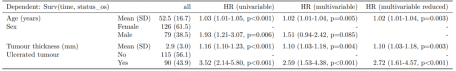 Dependent: Surv(time, status_os) all HR (univariable) HR (multivariable) HR (multivariable reduced)
Age (years) Mean (SD) 52.5 (16.7) 1.03 (1.01-1.05, p<0.001) 1.02 (1.01-1.04, p=0.005) 1.02 (1.01-1.04, p=0.003)
Sex Female 126 (61.5) - - -
Male 79 (38.5) 1.93 (1.21-3.07, p=0.006) 1.51 (0.94-2.42, p=0.085) -
Tumour thickness (mm) Mean (SD) 2.9 (3.0) 1.16 (1.10-1.23, p<0.001) 1.10 (1.03-1.18, p=0.004) 1.10 (1.03-1.18, p=0.003)
Ulcerated tumour No 115 (56.1) - - -
Yes 90 (43.9) 3.52 (2.14-5.80, p<0.001) 2.59 (1.53-4.38, p<0.001) 2.72 (1.61-4.57, p<0.001)